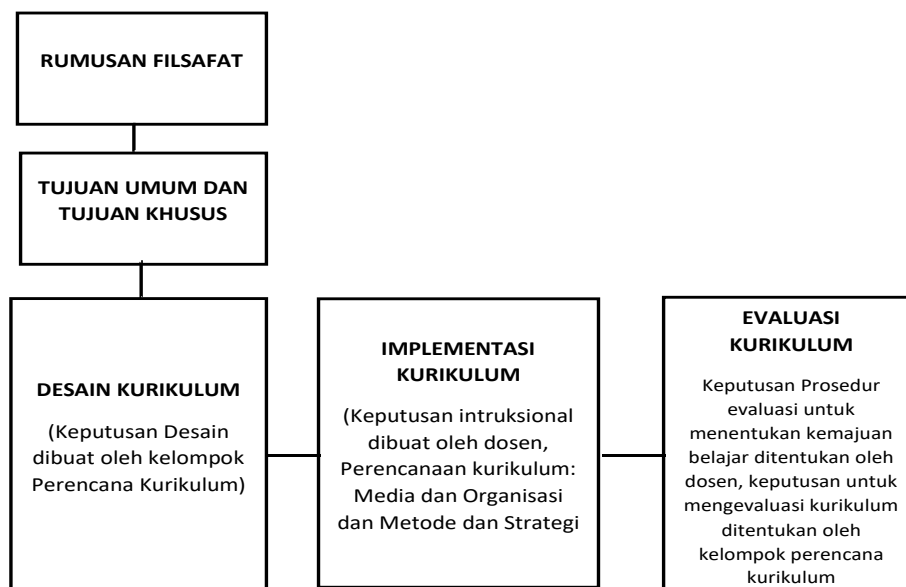 RUMUSAN FILSAFAT
TUJUAN UMUM DAN
TUJUAN KHUSUS
DESAIN KURIKULUM
(Keputusan Desain
dibuat oleh kelompok
Perencana Kurikulum)
IMPLEMENTASI
KURIKULUM
(Keputusan intruksional
dibuat oleh dosen,
Perencanaan kurikulum:
Media dan Organisasi
dan Metode dan Strategi
EVALUASI
KURIKULUM
Keputusan Prosedur
evaluasi untuk
menentukan kemajuan
belajar ditentukan oleh
dosen, keputusan untuk
mengevaluasi kurikulum
ditentukan oleh
kelompok perencana
kurikulum